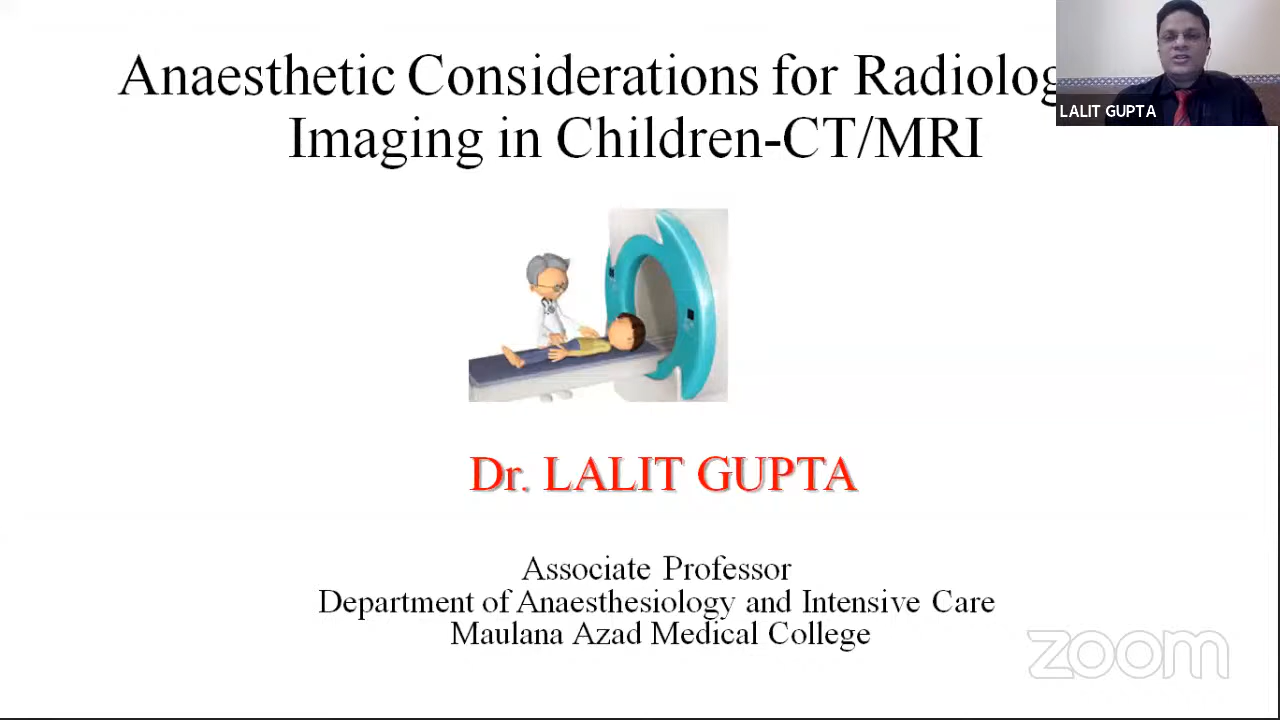 Anaesthetic Considerations for Radiolog
Imaging in Children-CT/MRI
LALIT GUPTA
Dr. LALIT GUPTA
Associate Professor
Department of Anaesthesiology and Intensive Care
Maulana Azad Medical College
zoom